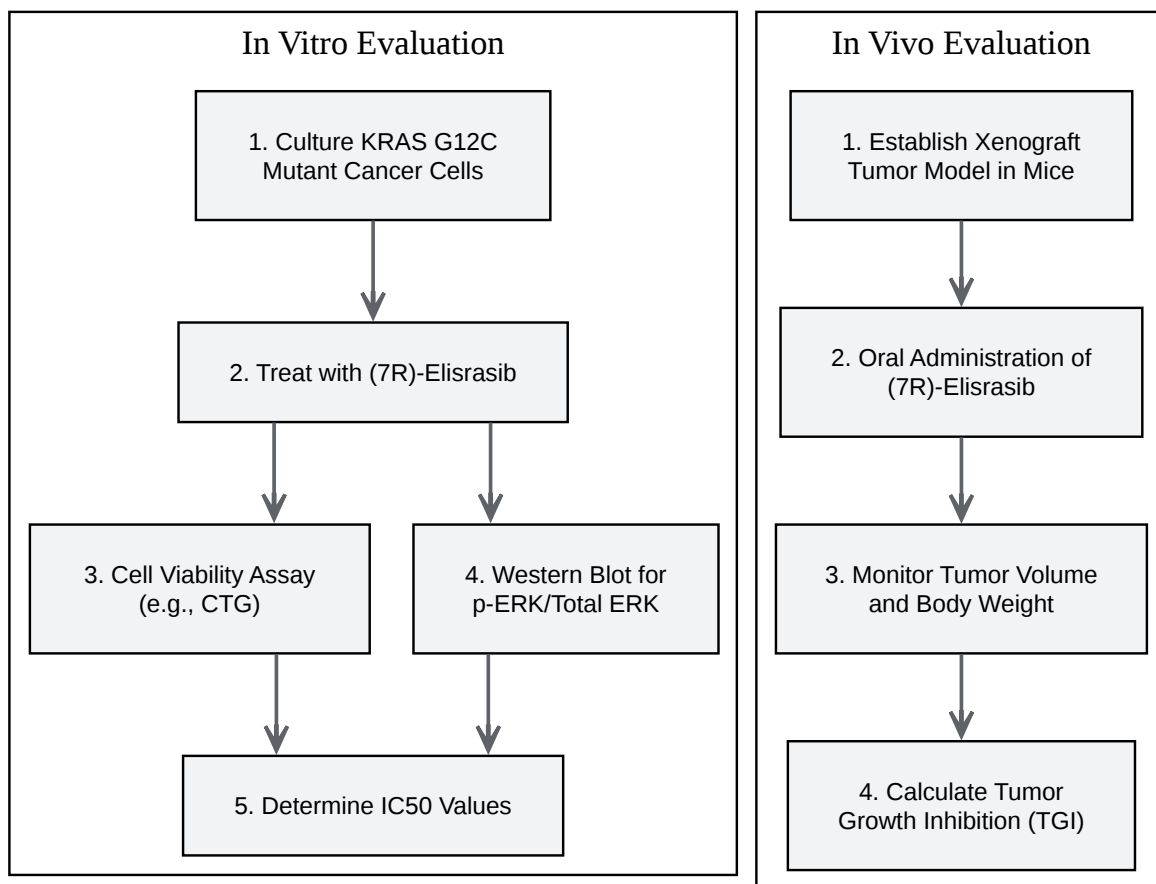 In Vitro Evaluation
1. Culture KRAS G12C
Mutant Cancer Cells
2. Treat with (7R)-Elisrasib
3. Cell Viability Assay
(e.g., CTG)
4. Western Blot for
p-ERK/Total ERK
5. Determine IC50 Values
In Vivo Evaluation
1. Establish Xenograft
Tumor Model in Mice
2. Oral Administration of
(7R)-Elisrasib
3. Monitor Tumor Volume
and Body Weight
4. Calculate Tumor
Growth Inhibition (TGI)